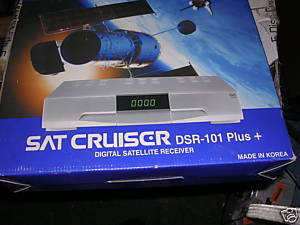 0000
SAT CRUISER DSR-101 Plus +
DIGITAL SATELLITE RECEIVER
MADE IN KOREA